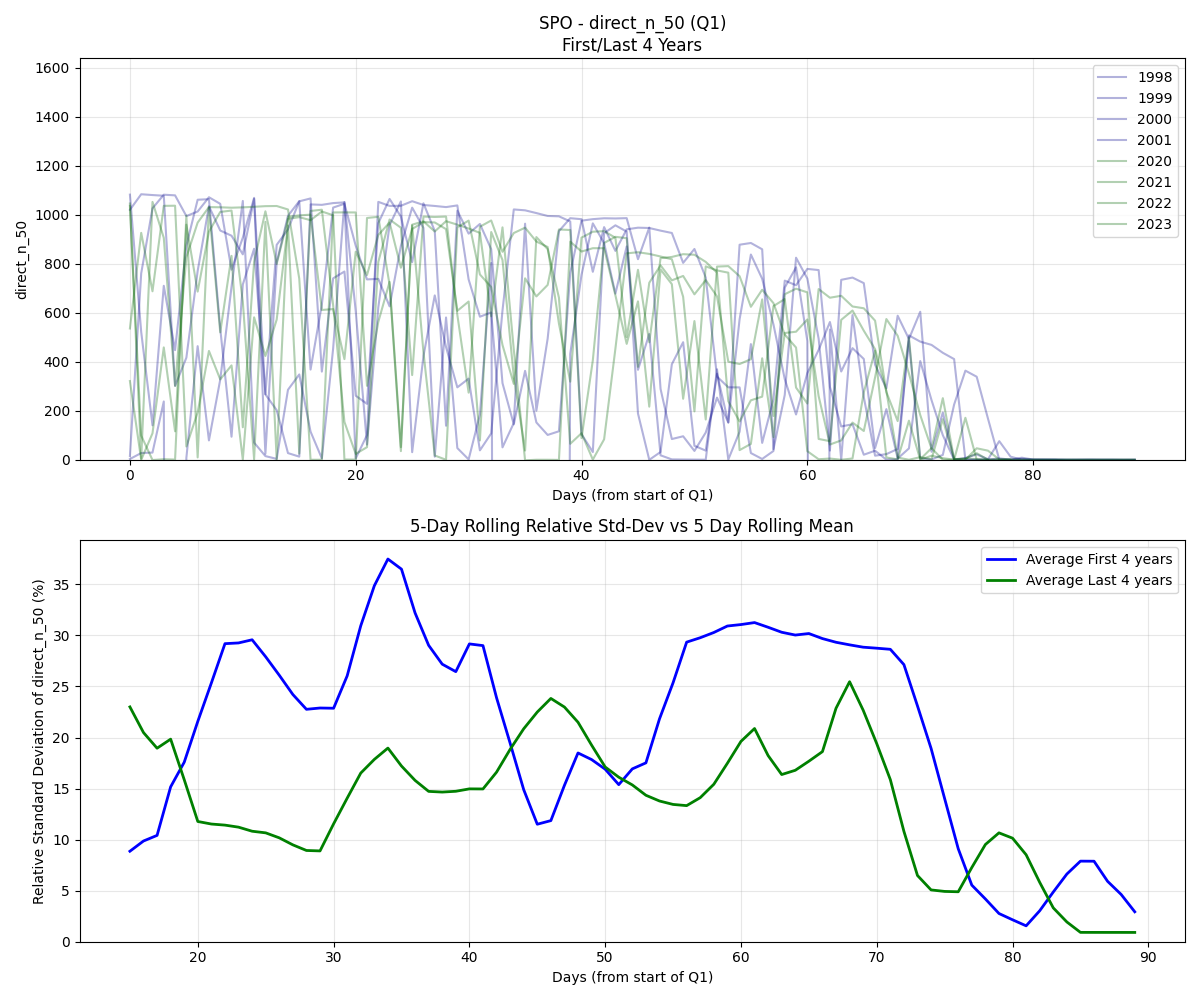 SPO - direct_n_50 (Q1)
First/Last 4 Years
1600
1400
1200
1000
800
600
400
200
0
direct_n_50
1998
1999
2000
2001
2020
2021
2022
2023
0 20 40 60 80
Days (from start of Q1)
5-Day Rolling Relative Std-Dev vs 5 Day Rolling Mean
35
30
25
20
15
10
5
0
Relative Standard Deviation of direct_n_50 (%)
Average First 4 years
Average Last 4 years
20 30 40 50 60 70 80 90
Days (from start of Q1)